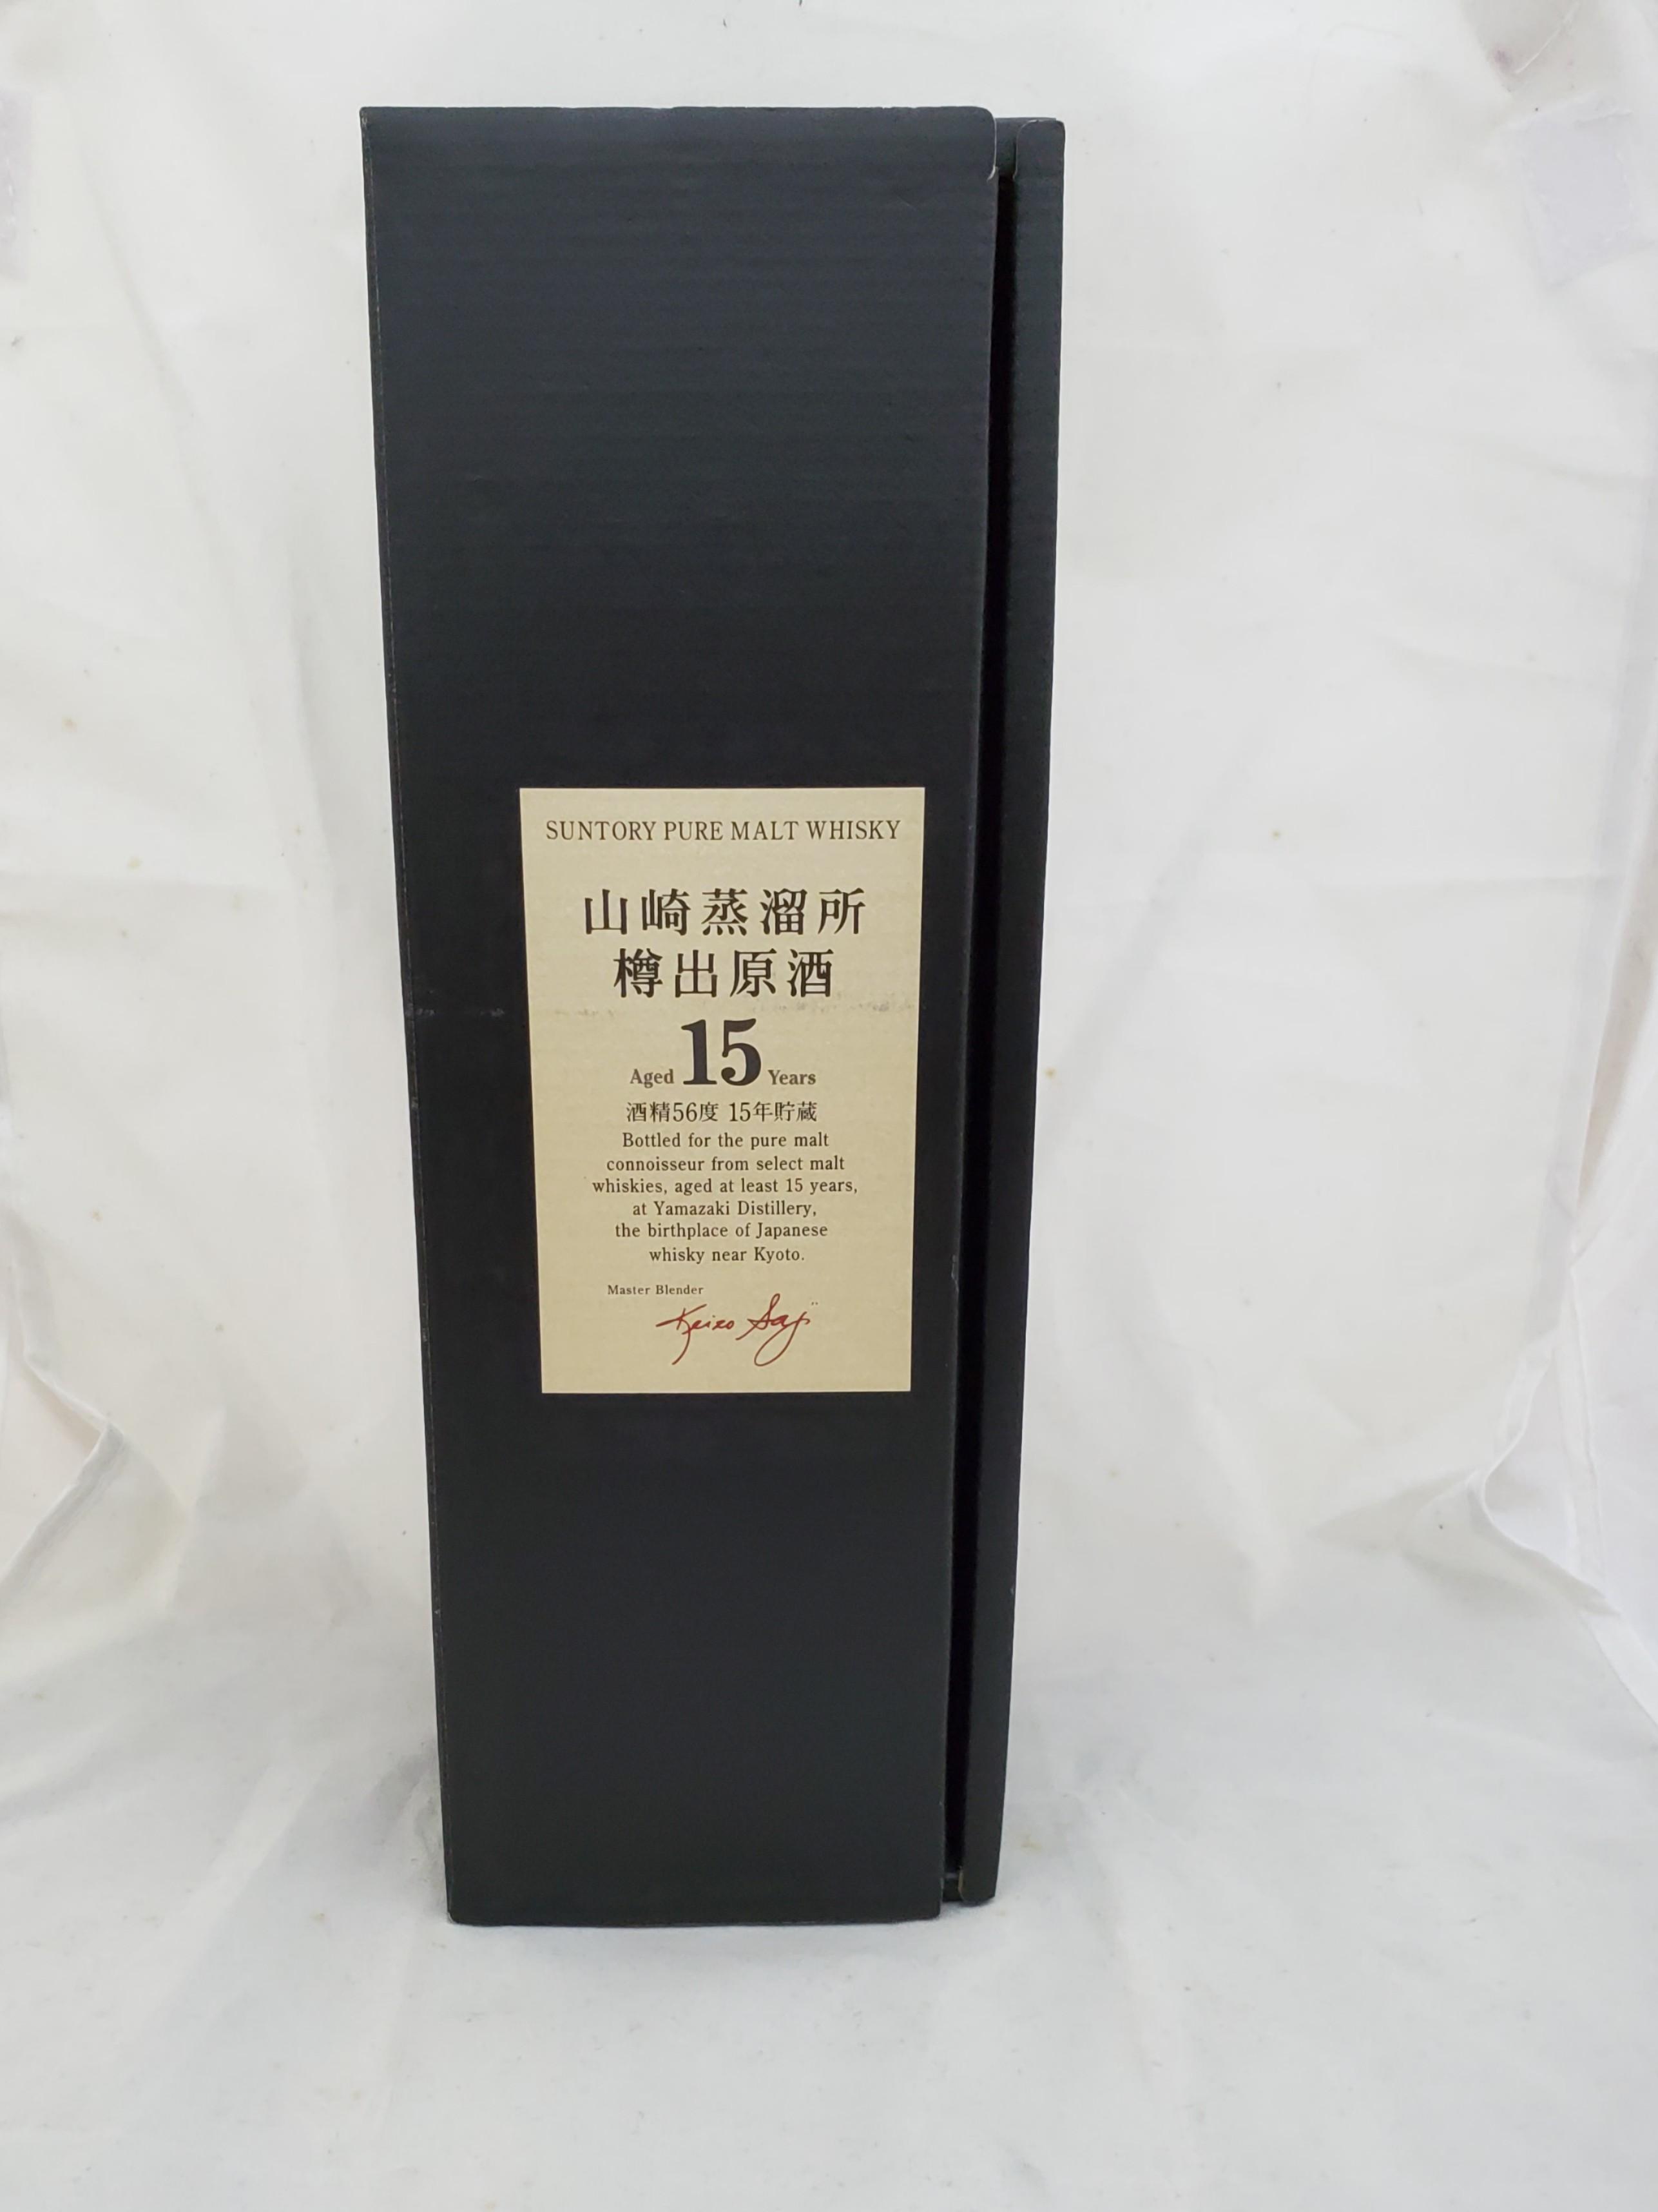 SUNTORY PURE MALT WHISKY
山崎蒸溜所
樽出原酒
Aged 15 Years
酒精56度 15年貯蔵
Bottled for the pure malt
connoisseur from select malt
whiskies, aged at least 15 years,
at Yamazaki Distillery,
the birthplace of Japanese
whisky near Kyoto.
Master Blender
Keizo Saji